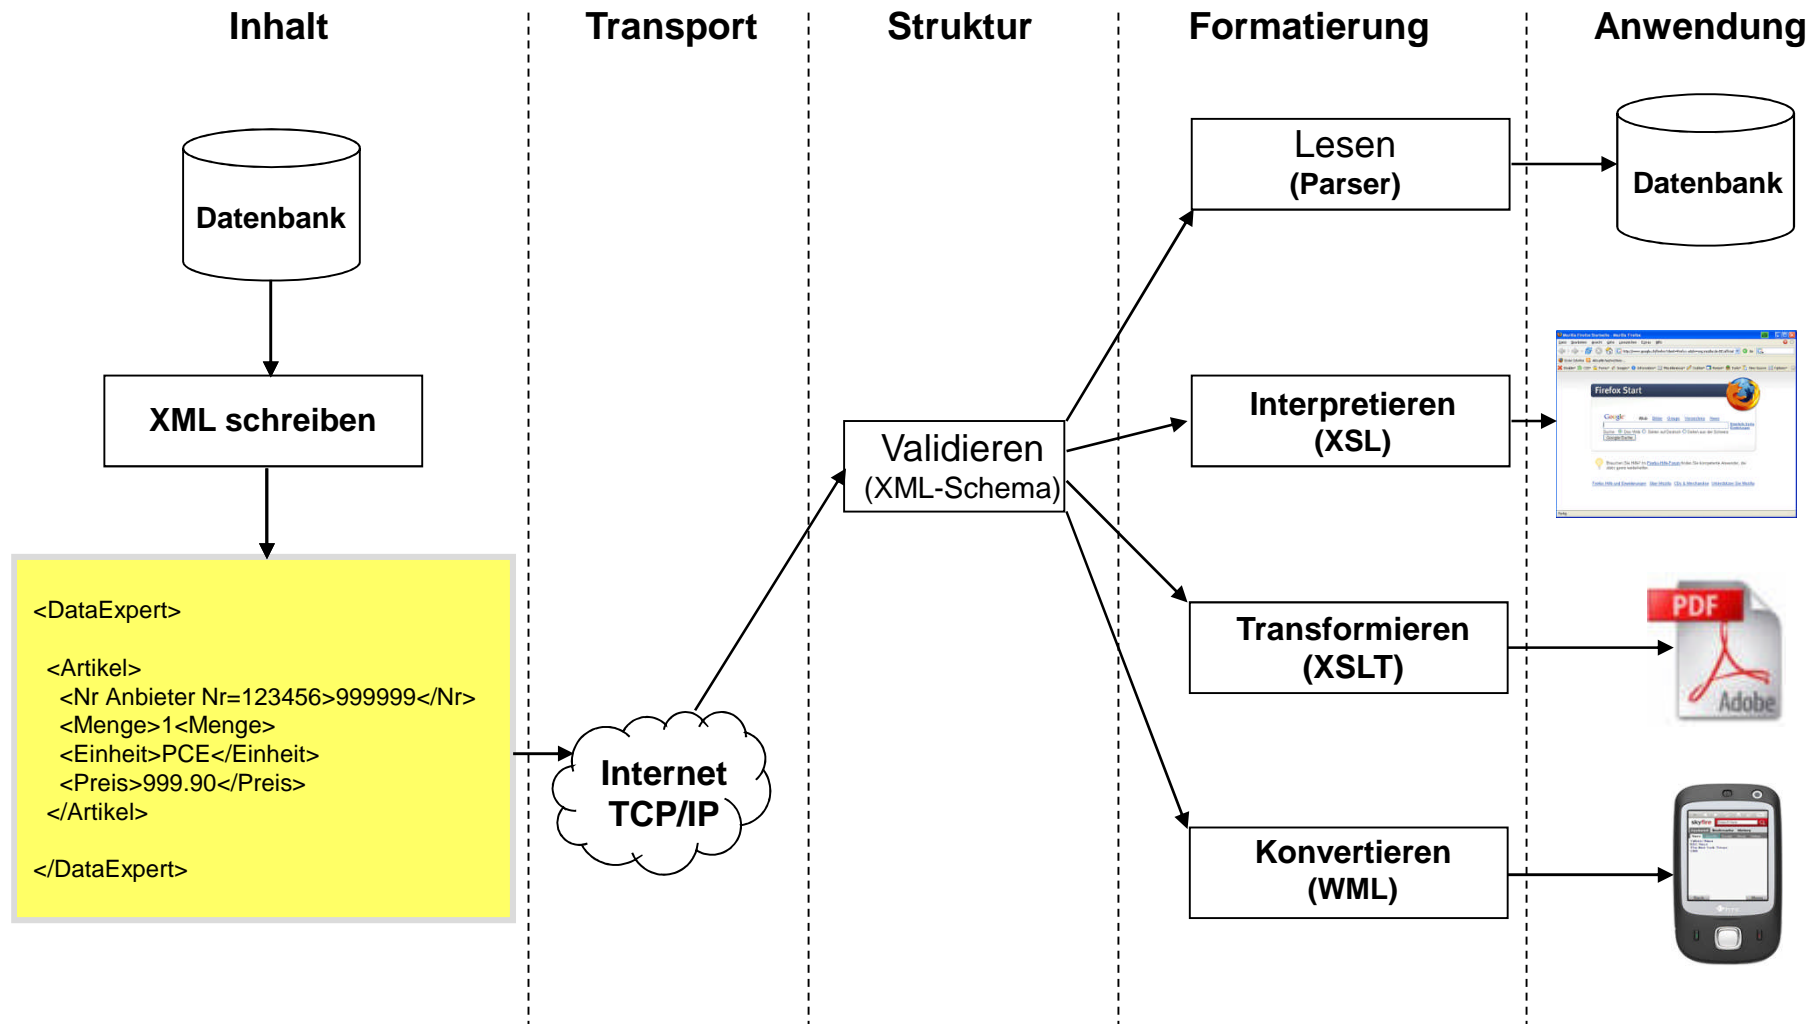 Inhalt
Transport
Struktur
Formatierung
Anwendung
Datenbank
XML schreiben
<DataExpert>
<Artikel>
<Nr Anbieter Nr=123456>999999</Nr>
<Menge>1<Menge>
<Einheit>PCE</Einheit>
<Preis>999.90</Preis>
</Artikel>
</DataExpert>
Internet
TCP/IP
Validieren
(XML-Schema)
Lesen
(Parser)
Interpretieren
(XSL)
Transformieren
(XSLT)
Konvertieren
(WML)
Datenbank
Firefox Start
Google
PDF
Adobe
skyfire